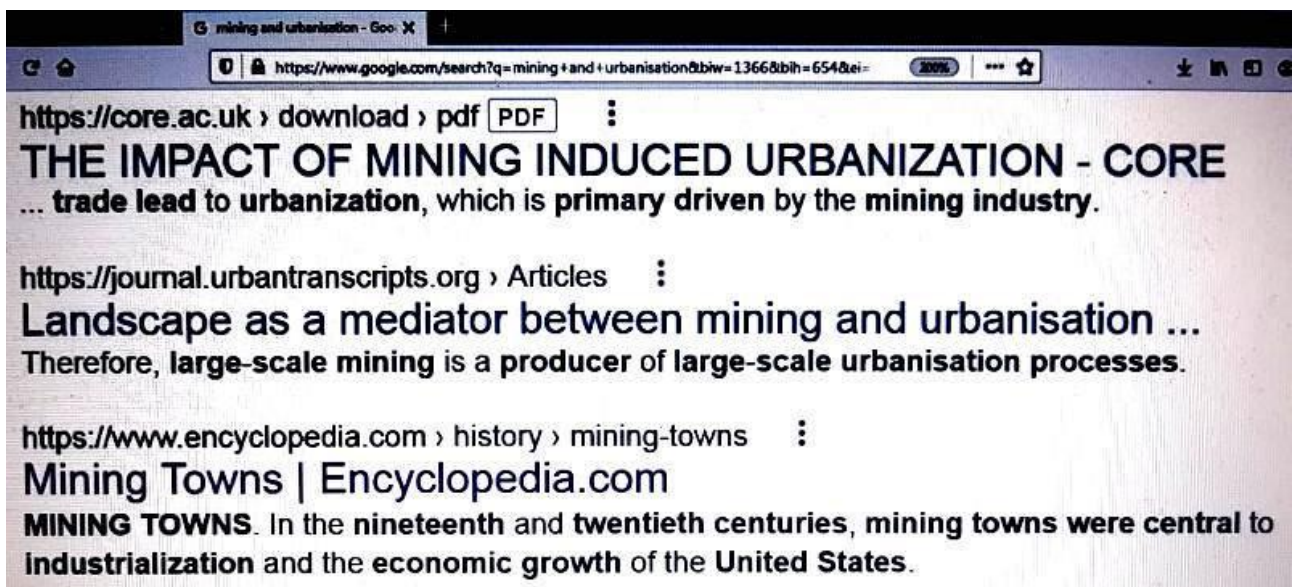 G mining and urbanisation - Goo X +
https://www.google.com/search?q=mining+and+urbanisation&biw=1366&bih=654&ei= 200% ...
https://core.ac.uk › download › pdf PDF
THE IMPACT OF MINING INDUCED URBANIZATION - CORE
... trade lead to urbanization, which is primary driven by the mining industry.
https://journal.urbantranscripts.org › Articles
Landscape as a mediator between mining and urbanisation ...
Therefore, large-scale mining is a producer of large-scale urbanisation processes.
https://www.encyclopedia.com › history › mining-towns
Mining Towns | Encyclopedia.com
MINING TOWNS. In the nineteenth and twentieth centuries, mining towns were central to
industrialization and the economic growth of the United States.